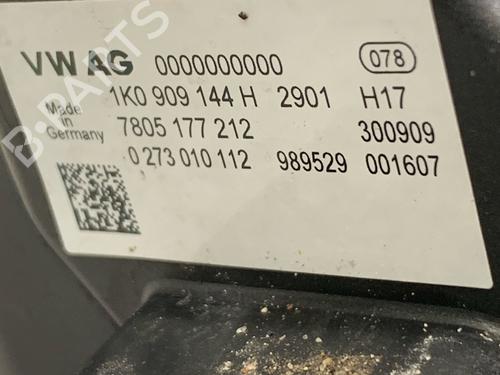 VW AG 0000000000 078
1K0 909 144 H 2901 H17
Made in Germany
7805 177 212 300909
0 273 010 112 989529 001607
B-PARTS